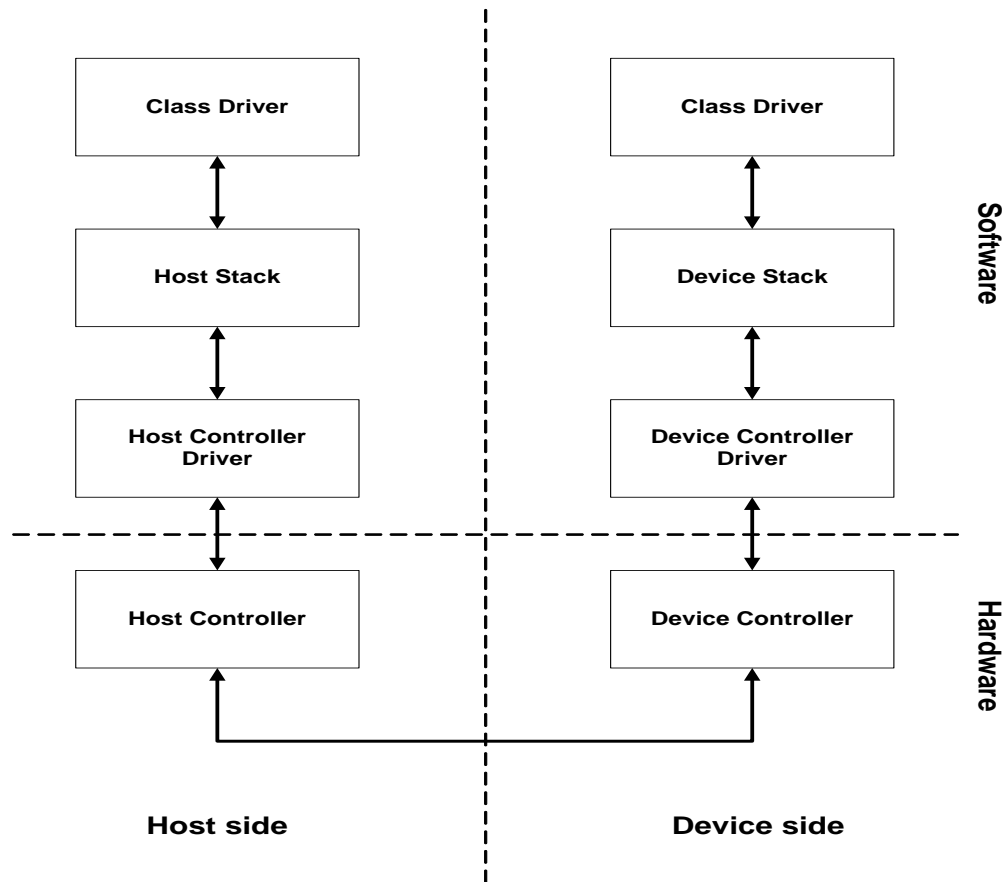 Class Driver
Class Driver
Host Stack
Device Stack
Software
Host Controller
Driver
Device Controller
Driver
Host Controller
Device Controller
Hardware
Host side
Device side